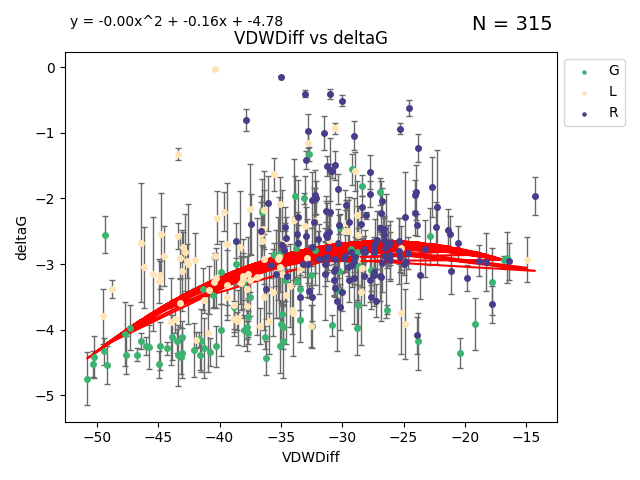 y = -0.00x^2 + -0.16x + -4.78
N = 315
VDWDiff vs deltaG
G
L
R
0
−1
−2
−3
−4
−5
deltaG
−50
−45
−40
−35
−30
−25
−20
−15
VDWDiff